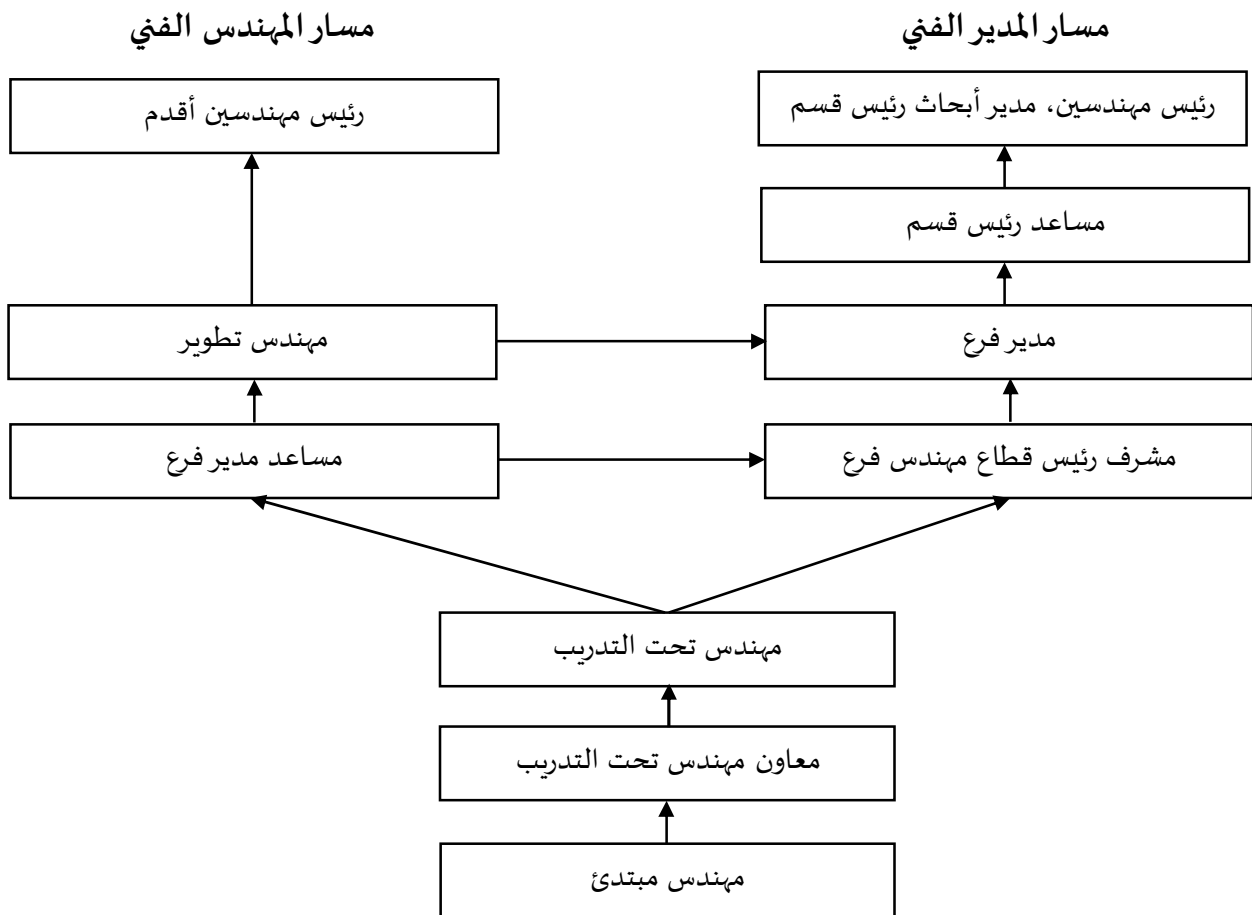 مسار المدير الفني
مسار المهندس الفني
رئيس مهندسين، مدير أبحاث رئيس قسم
رئيس مهندسين أقدم
مساعد رئيس قسم
مدير فرع
مهندس تطوير
مشرف رئيس قطاع مهندس فرع
مساعد مدير فرع
مهندس تحت التدريب
معاون مهندس تحت التدريب
مهندس مبتدئ